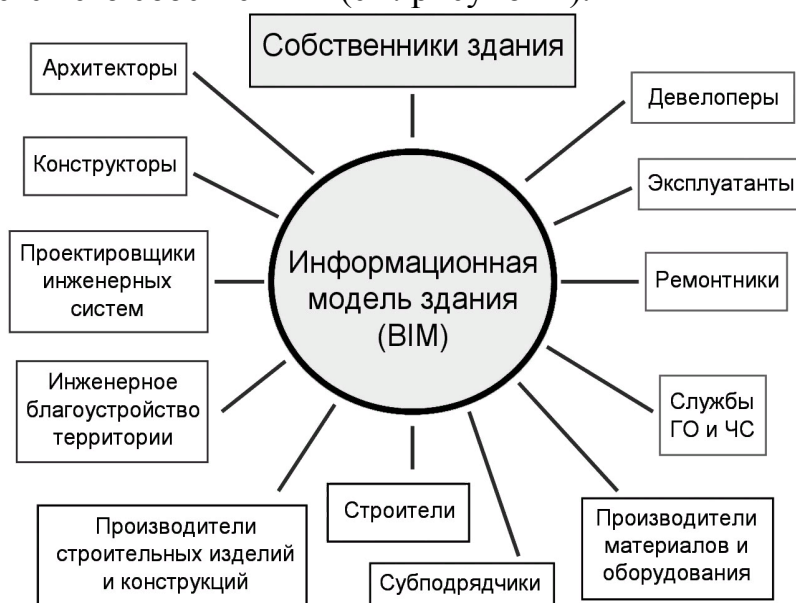 Собственники здания
Архитекторы
Девелоперы
Конструкторы
Эксплуатанты
Проектировщики
инженерных
систем
Информационная
модель здания
(BIM)
Ремонтники
Инженерное
благоустройство
территории
Службы
ГО и ЧС
Производители
строительных изделий
и конструкций
Строители
Субподрядчики
Производители
материалов и
оборудования